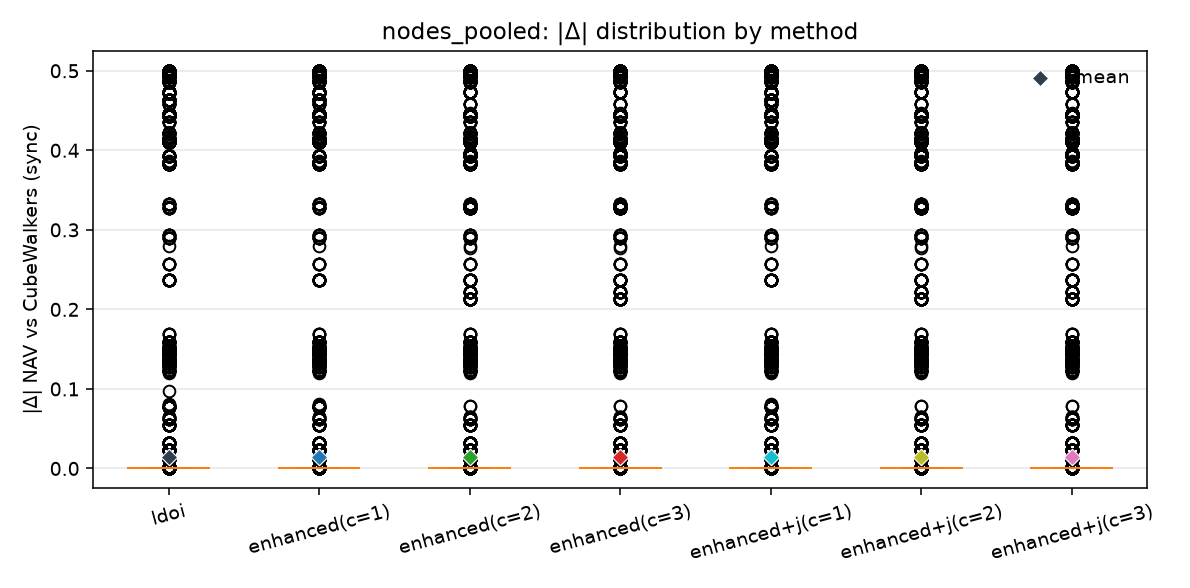 nodes_pooled: |Δ| distribution by method
|Δ| NAV vs CubeWalkers (sync)
0.5
0.4
0.3
0.2
0.1
0.0
mean
ldoi
enhanced(c=1)
enhanced(c=2)
enhanced(c=3)
enhanced+j(c=1)
enhanced+j(c=2)
enhanced+j(c=3)